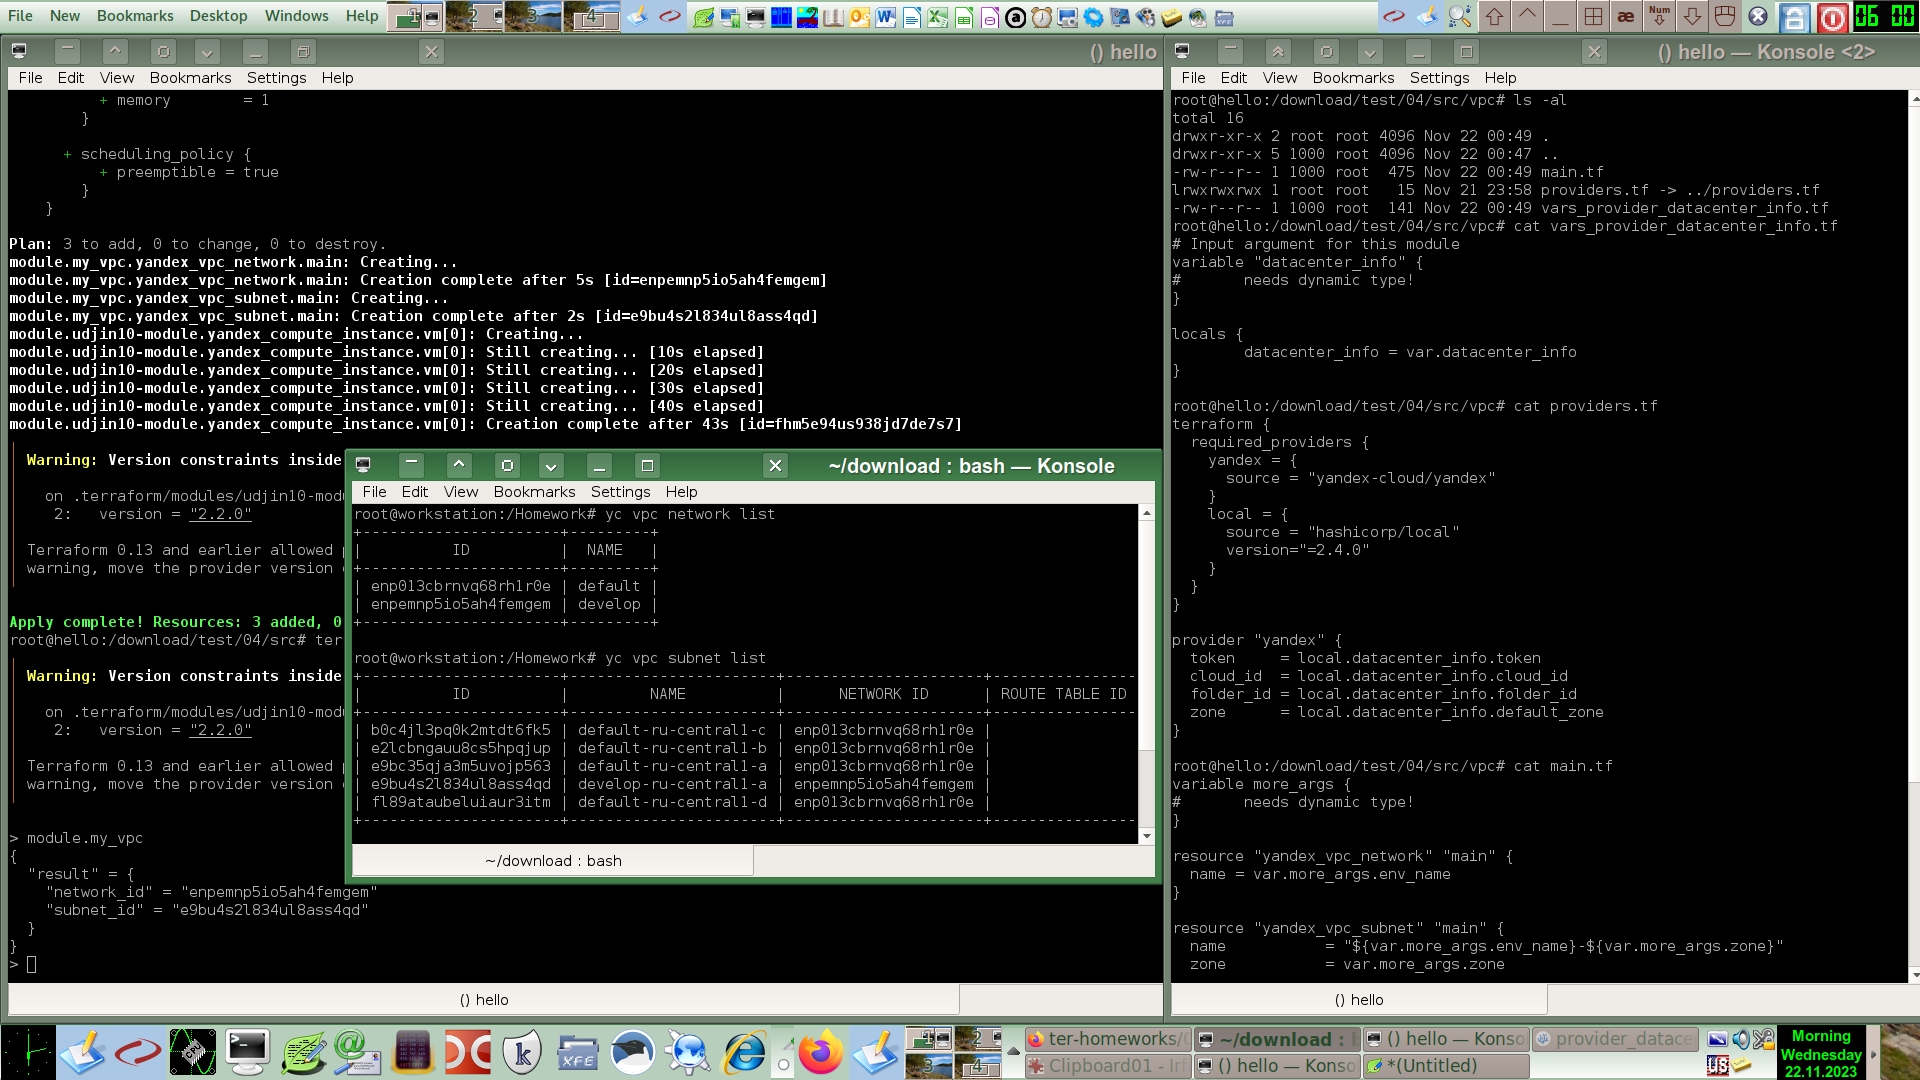 File New Bookmarks Desktop Windows Help 1 2 3 4 Num 06 00
() hello
File Edit View Bookmarks Settings Help
+ memory        = 1
}
+ scheduling_policy {
+ preemptible = true
}
}
Plan: 3 to add, 0 to change, 0 to destroy.
module.my_vpc.yandex_vpc_network.main: Creating...
module.my_vpc.yandex_vpc_network.main: Creation complete after 5s [id=enpemnp5io5ah4femgem]
module.my_vpc.yandex_vpc_subnet.main: Creating...
module.my_vpc.yandex_vpc_subnet.main: Creation complete after 2s [id=e9bu4s2l834ul8ass4qd]
module.udjin10-module.yandex_compute_instance.vm[0]: Creating...
module.udjin10-module.yandex_compute_instance.vm[0]: Still creating... [10s elapsed]
module.udjin10-module.yandex_compute_instance.vm[0]: Still creating... [20s elapsed]
module.udjin10-module.yandex_compute_instance.vm[0]: Still creating... [30s elapsed]
module.udjin10-module.yandex_compute_instance.vm[0]: Still creating... [40s elapsed]
module.udjin10-module.yandex_compute_instance.vm[0]: Creation complete after 43s [id=fhm5e94us938jd7de7s7]
Warning: Version constraints inside
on .terraform/modules/udjin10-mod
2:   version = "2.2.0"
Terraform 0.13 and earlier allowed
warning, move the provider version
Apply complete! Resources: 3 added, 0
root@hello:/download/test/04/src# ter
Warning: Version constraints inside
on .terraform/modules/udjin10-mod
2:   version = "2.2.0"
Terraform 0.13 and earlier allowed
warning, move the provider version
> module.my_vpc
{
"result" = {
"network_id" = "enpemnp5io5ah4femgem"
"subnet_id" = "e9bu4s2l834ul8ass4qd"
}
}
>
() hello
~/download : bash — Konsole
File Edit View Bookmarks Settings Help
root@workstation:/Homework# yc vpc network list
+----------------------+---------+
|          ID          |  NAME   |
+----------------------+---------+
| enp013cbrnvq68rh1r0e | default |
| enpemnp5io5ah4femgem | develop |
+----------------------+---------+
root@workstation:/Homework# yc vpc subnet list
+----------------------+-----------------------+----------------------+----------------
|          ID          |         NAME          |      NETWORK ID      | ROUTE TABLE ID
+----------------------+-----------------------+----------------------+----------------
| b0c4jl3pq0k2mtdt6fk5 | default-ru-central1-c | enp013cbrnvq68rh1r0e |
| e2lcbngauu8cs5hpqjup | default-ru-central1-b | enp013cbrnvq68rh1r0e |
| e9bc35qja3m5uvojp563 | default-ru-central1-a | enp013cbrnvq68rh1r0e |
| e9bu4s2l834ul8ass4qd | develop-ru-central1-a | enpemnp5io5ah4femgem |
| fl89ataubeluiaur3itm | default-ru-central1-d | enp013cbrnvq68rh1r0e |
+----------------------+-----------------------+----------------------+----------------
~/download : bash
() hello — Konsole <2>
File Edit View Bookmarks Settings Help
root@hello:/download/test/04/src/vpc# ls -al
total 16
drwxr-xr-x 2 root root 4096 Nov 22 00:49 .
drwxr-xr-x 5 1000 root 4096 Nov 22 00:47 ..
-rw-r--r-- 1 1000 root  475 Nov 22 00:49 main.tf
lrwxrwxrwx 1 root root   15 Nov 21 23:58 providers.tf -> ../providers.tf
-rw-r--r-- 1 1000 root  141 Nov 22 00:49 vars_provider_datacenter_info.tf
root@hello:/download/test/04/src/vpc# cat vars_provider_datacenter_info.tf
# Input argument for this module
variable "datacenter_info" {
#       needs dynamic type!
}
locals {
datacenter_info = var.datacenter_info
}
root@hello:/download/test/04/src/vpc# cat providers.tf
terraform {
required_providers {
yandex = {
source = "yandex-cloud/yandex"
}
local = {
source = "hashicorp/local"
version="=2.4.0"
}
}
}
provider "yandex" {
token     = local.datacenter_info.token
cloud_id  = local.datacenter_info.cloud_id
folder_id = local.datacenter_info.folder_id
zone      = local.datacenter_info.default_zone
}
root@hello:/download/test/04/src/vpc# cat main.tf
variable more_args {
#       needs dynamic type!
}
resource "yandex_vpc_network" "main" {
name = var.more_args.env_name
}
resource "yandex_vpc_subnet" "main" {
name           = "${var.more_args.env_name}-${var.more_args.zone}"
zone           = var.more_args.zone
() hello
1 2 ter-homeworks/ ~/download : () hello — Konso provider_datace Morning
3 4 Clipboard01 - Irf () hello — Konso *(Untitled) US Wednesday
22.11.2023